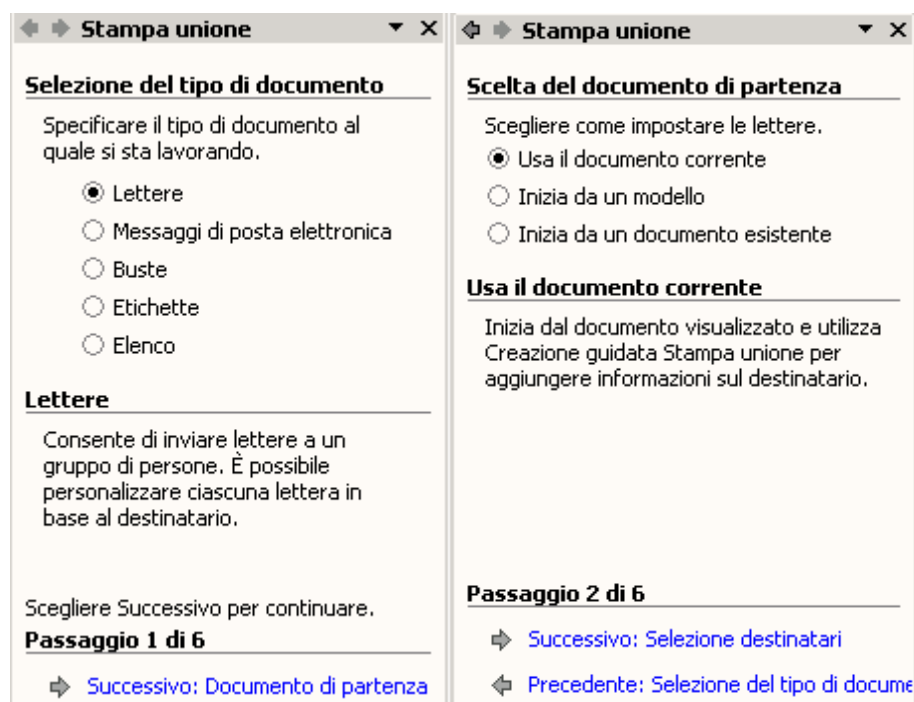 Stampa unione
Selezione del tipo di documento
Specificare il tipo di documento al
quale si sta lavorando.
Lettere
Messaggi di posta elettronica
Buste
Etichette
Elenco
Lettere
Consente di inviare lettere a un
gruppo di persone. È possibile
personalizzare ciascuna lettera in
base al destinatario.
Scegliere Successivo per continuare.
Passaggio 1 di 6
Successivo: Documento di partenza
Stampa unione
Scelta del documento di partenza
Scegliere come impostare le lettere.
Usa il documento corrente
Inizia da un modello
Inizia da un documento esistente
Usa il documento corrente
Inizia dal documento visualizzato e utilizza
Creazione guidata Stampa unione per
aggiungere informazioni sul destinatario.
Passaggio 2 di 6
Successivo: Selezione destinatari
Precedente: Selezione del tipo di docume